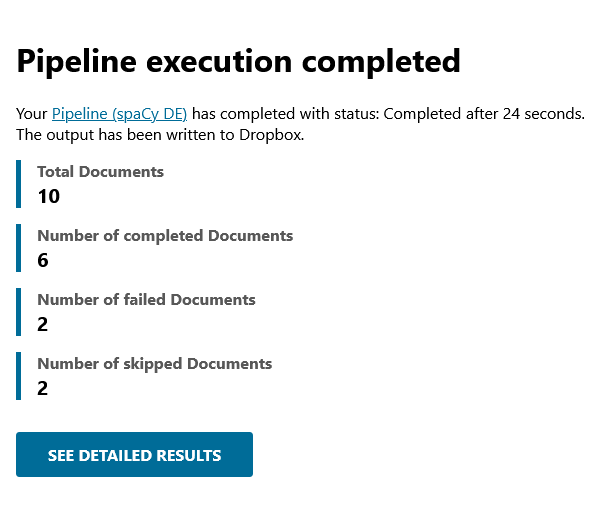 Pipeline execution completed
Your Pipeline (spaCy DE) has completed with status: Completed after 24 seconds.
The output has been written to Dropbox.
Total Documents
10
Number of completed Documents
6
Number of failed Documents
2
Number of skipped Documents
2
SEE DETAILED RESULTS